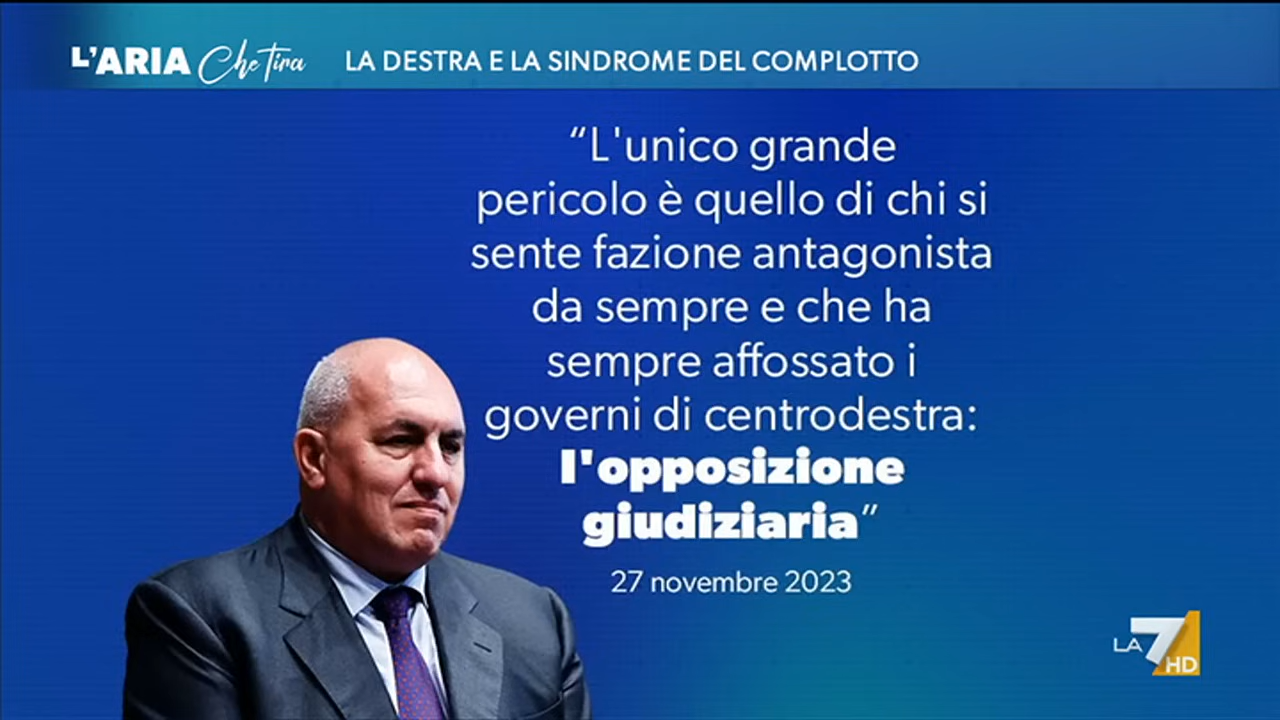 L'ARIA Che tira LA DESTRA E LA SINDROME DEL COMPLOTTO
“L'unico grande
pericolo è quello di chi si
sente fazione antagonista
da sempre e che ha
sempre affossato i
governi di centrodestra:
l'opposizione
giudiziaria”
27 novembre 2023
LA7 HD